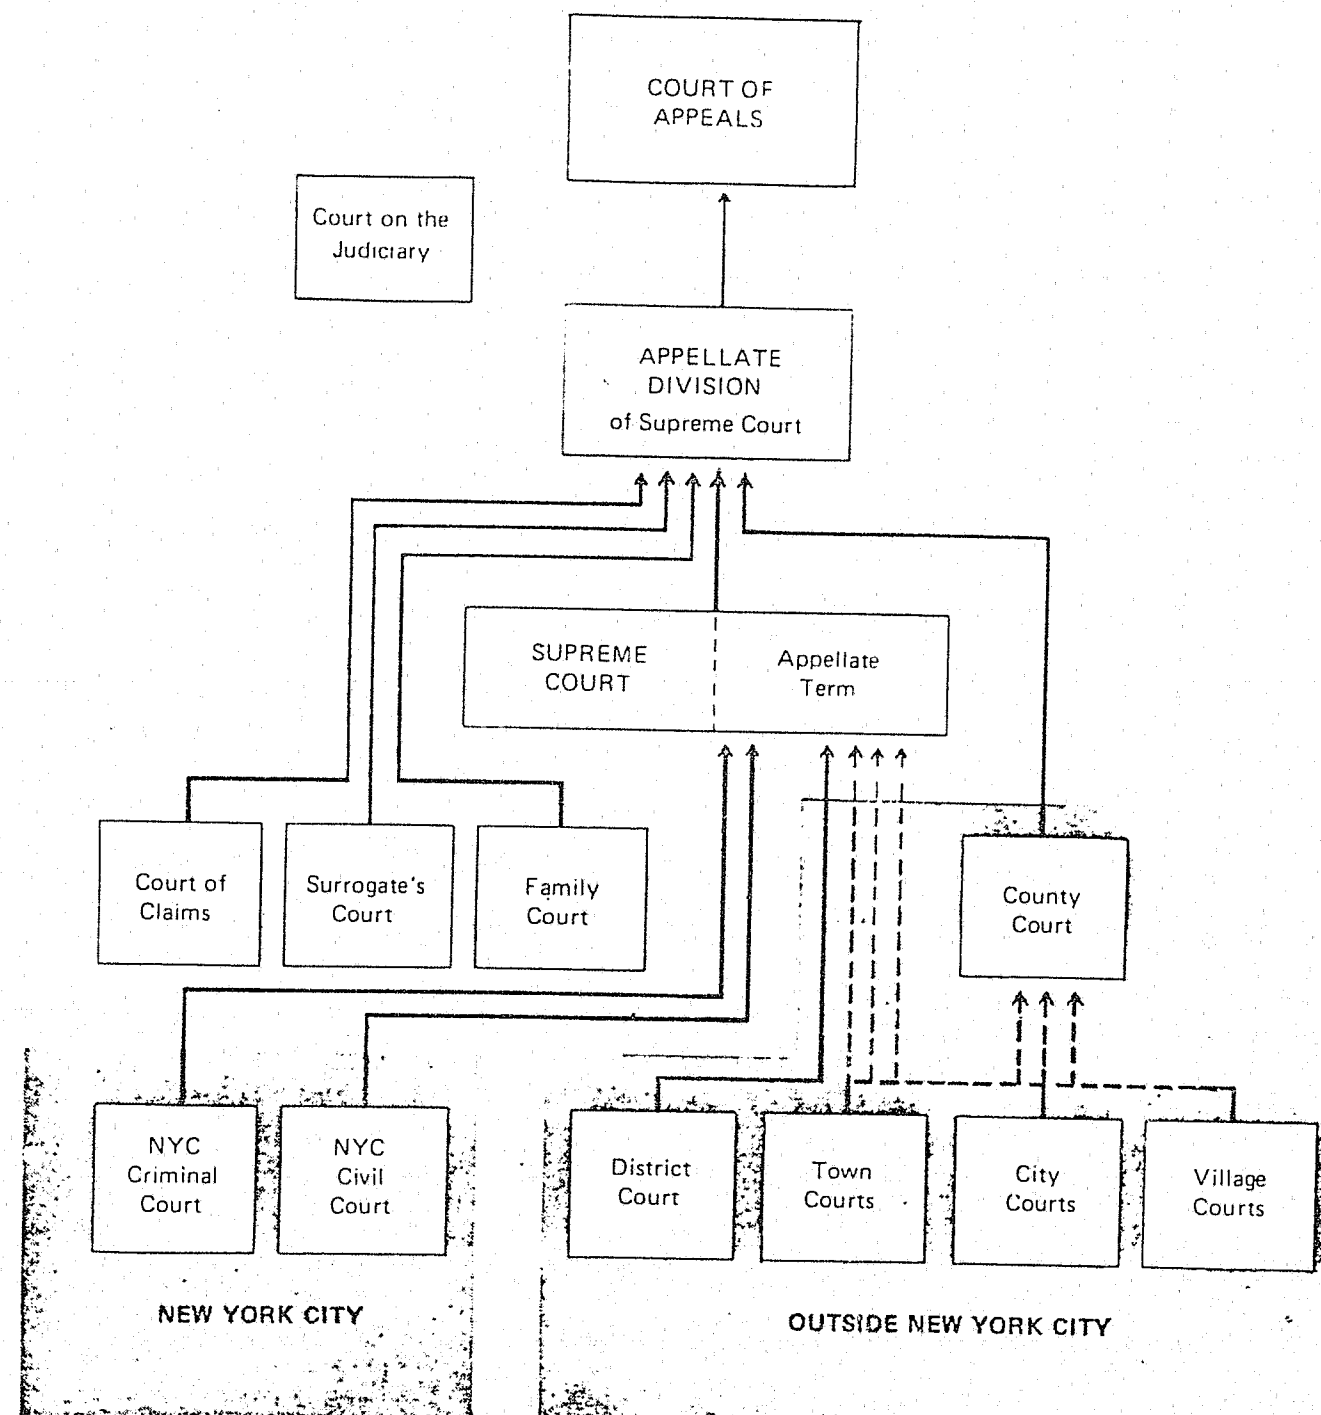 COURT OF
APPEALS
Court on the
Judiciary
APPELLATE
DIVISION
of Supreme Court
SUPREME
COURT
Appellate
Term
Court of
Claims
Surrogate's
Court
Family
Court
County
Court
NYC
Criminal
Court
NYC
Civil
Court
District
Court
Town
Courts
City
Courts
Village
Courts
NEW YORK CITY
OUTSIDE NEW YORK CITY